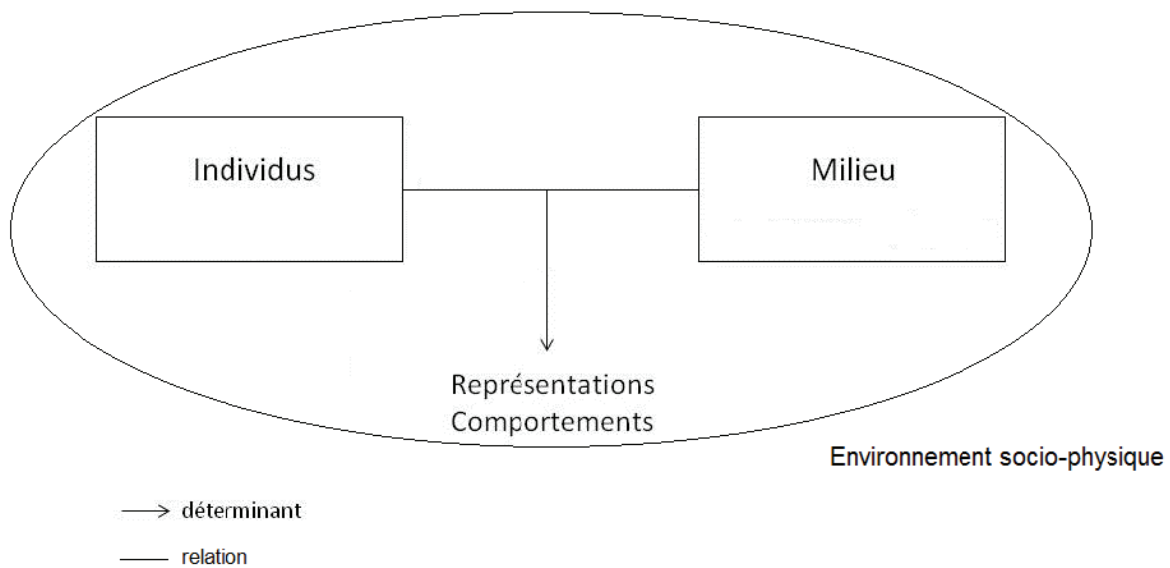 Individus
Milieu
Représentations
Comportements
Environnement socio-physique
déterminant
relation